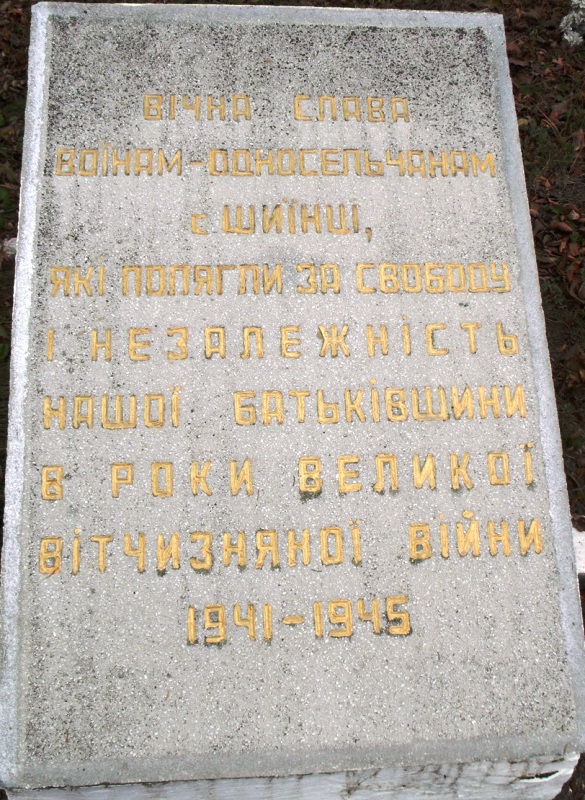 ВІЧНА СЛАВА
ВОЇНАМ-ОДНОСЕЛЬЧАНАМ
с ШИЇНЦІ,
ЯКІ ПОЛЯГЛИ ЗА СВОБОДУ
І НЕЗАЛЕЖНІСТЬ
НАШОЇ БАТЬКІВЩИНИ
В РОКИ ВЕЛИКОЇ
ВІТЧИЗНЯНОЇ ВІЙНИ
1941-1945